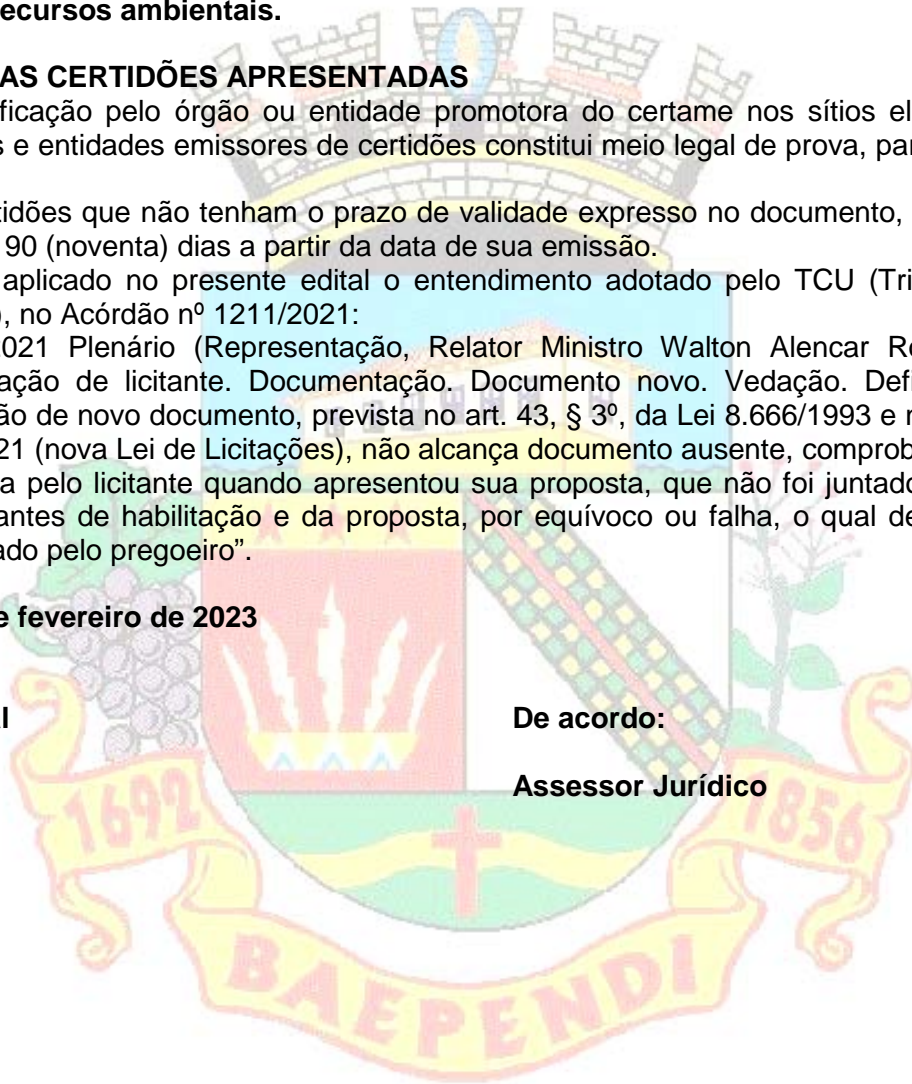 ecursos ambientais.
AS CERTIDÕES APRESENTADAS
ficação pelo órgão ou entidade promotora do certame nos sítios el
s e entidades emissores de certidões constitui meio legal de prova, par
tidões que não tenham o prazo de validade expresso no documento,
90 (noventa) dias a partir da data de sua emissão.
aplicado no presente edital o entendimento adotado pelo TCU (Tri
), no Acórdão nº 1211/2021:
021 Plenário (Representação, Relator Ministro Walton Alencar Ro
ação de licitante. Documentação. Documento novo. Vedação. Defi
ão de novo documento, prevista no art. 43, § 3º, da Lei 8.666/1993 e n
21 (nova Lei de Licitações), não alcança documento ausente, comprob
a pelo licitante quando apresentou sua proposta, que não foi juntado
antes de habilitação e da proposta, por equívoco ou falha, o qual de
ado pelo pregoeiro”.
e fevereiro de 2023
l De acordo:
Assessor Jurídico
1692 1856
BAEPENDI